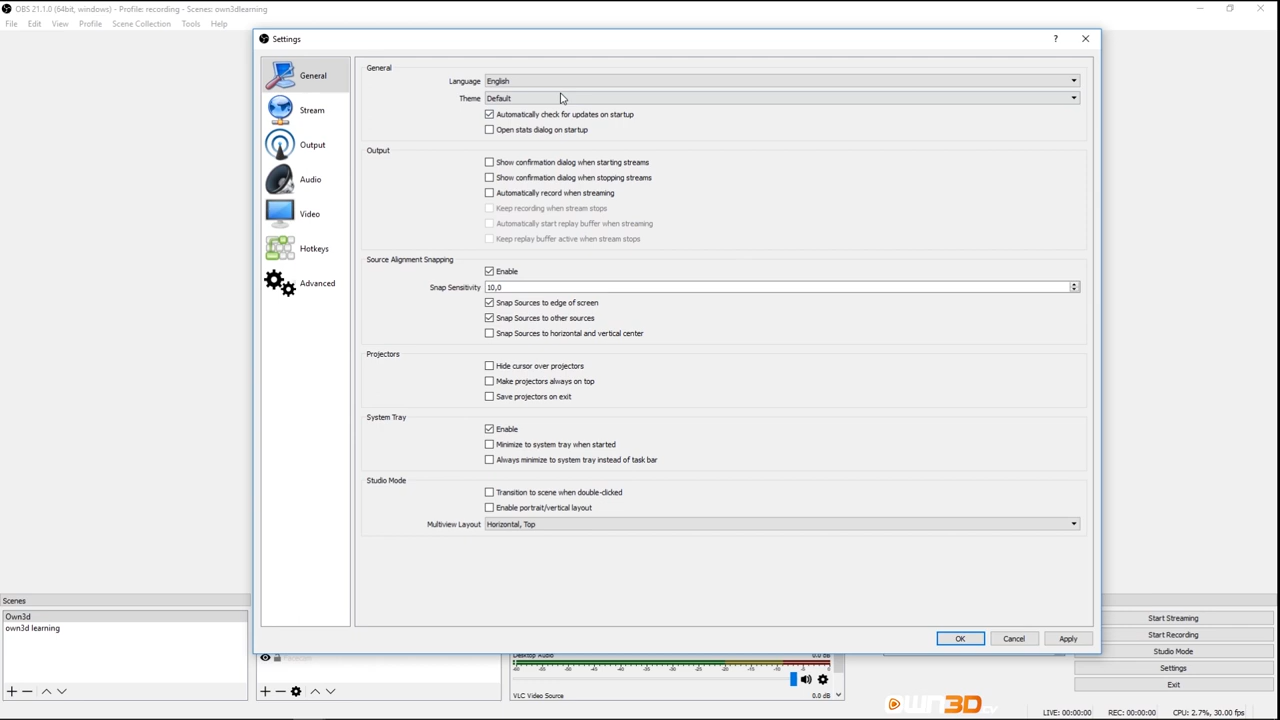 OBS 21.1.0 (64bit, windows) - Profile: recording - Scenes: own3dlearning
File Edit View Profile Scene Collection Tools Help
Settings
?
General
Stream
Output
Audio
Video
Hotkeys
Advanced
General
Language English
Theme Default
Automatically check for updates on startup
Open stats dialog on startup
Output
Show confirmation dialog when starting streams
Show confirmation dialog when stopping streams
Automatically record when streaming
Keep recording when stream stops
Automatically start replay buffer when streaming
Keep replay buffer active when stream stops
Source Alignment Snapping
Enable
Snap Sensitivity 10,0
Snap Sources to edge of screen
Snap Sources to other sources
Snap Sources to horizontal and vertical center
Projectors
Hide cursor over projectors
Make projectors always on top
Save projectors on exit
System Tray
Enable
Minimize to system tray when started
Always minimize to system tray instead of task bar
Studio Mode
Transition to scene when double-clicked
Enable portrait/vertical layout
Multiview Layout Horizontal, Top
OK Cancel Apply
Scenes
Own3d
own3d learning
Desktop Audio 0.0 dB
VLC Video Source 0.0 dB
Start Streaming
Start Recording
Studio Mode
Settings
Exit
OWN3D
LIVE: 00:00:00 REC: 00:00:00 CPU: 2.7%, 30.00 fps